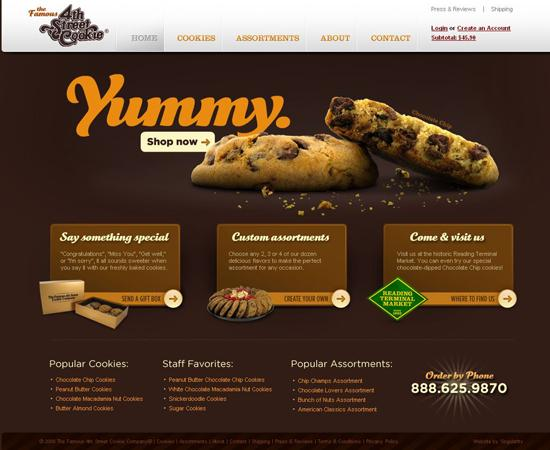 the
Famous 4th
Street
Cookie®
Press & Reviews | Shipping
Login or Create an Account
Subtotal: $45.90
HOME
COOKIES
ASSORTMENTS
ABOUT
CONTACT
Yummy.
Shop now
Chocolate Chip
Say something special
"Congratulations", "Miss You", "Get well,"
or "I'm sorry", it all sounds sweeter when
you say it with our freshly baked cookies.
SEND A GIFT BOX
Custom assortments
Choose any 2, 3 or 4 of our dozen
delicious flavors to make the perfect
assortment for any occasion.
CREATE YOUR OWN
Come & visit us
Visit us at the historic Reading Terminal
Market. You can even try our special
chocolate-dipped Chocolate Chip cookies!
READING
TERMINAL
MARKET
WHERE TO FIND US
Popular Cookies:
• Chocolate Chip Cookies
• Peanut Butter Cookies
• Chocolate Macadamia Nut Cookies
• Butter Almond Cookies
Staff Favorites:
• Peanut Butter Chocolate Chip Cookies
• White Chocolate Macadamia Nut Cookies
• Snickerdoodle Cookies
• Sugar Cookies
Popular Assortments:
• Chip Champs Assortment
• Chocolate Lovers Assortment
• Bunch of Nuts Assortment
• American Classics Assortment
Order by Phone
888.625.9870
The Famous 4th Street Cookie Company® | Cookies | Assortments | About | Contact | Shipping | Press & Reviews | Terms & Conditions | Privacy Policy
Website by